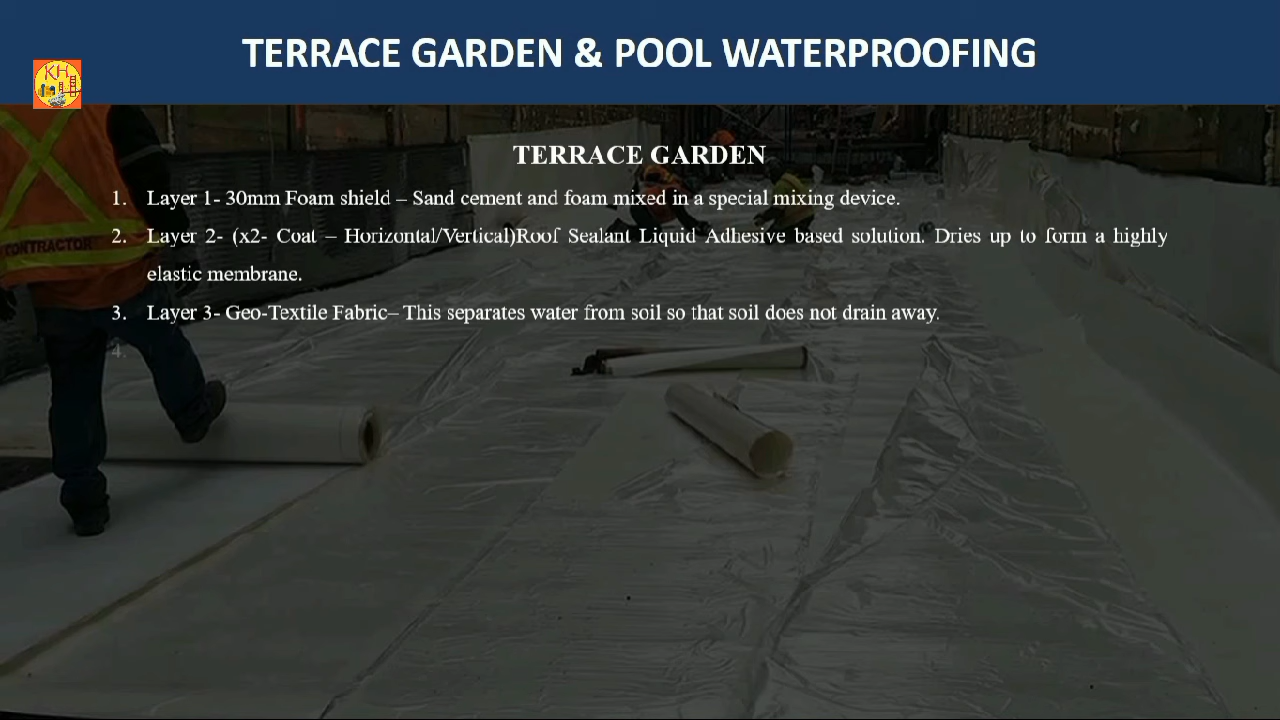 TERRACE GARDEN & POOL WATERPROOFING
KH
TERRACE GARDEN
1. Layer 1- 30mm Foam shield – Sand cement and foam mixed in a special mixing device.
2. Layer 2- (x2- Coat – Horizontal/Vertical)Roof Sealant Liquid Adhesive based solution. Dries up to form a highly
elastic membrane.
CONTRACTOR
3. Layer 3- Geo-Textile Fabric– This separates water from soil so that soil does not drain away.
4.